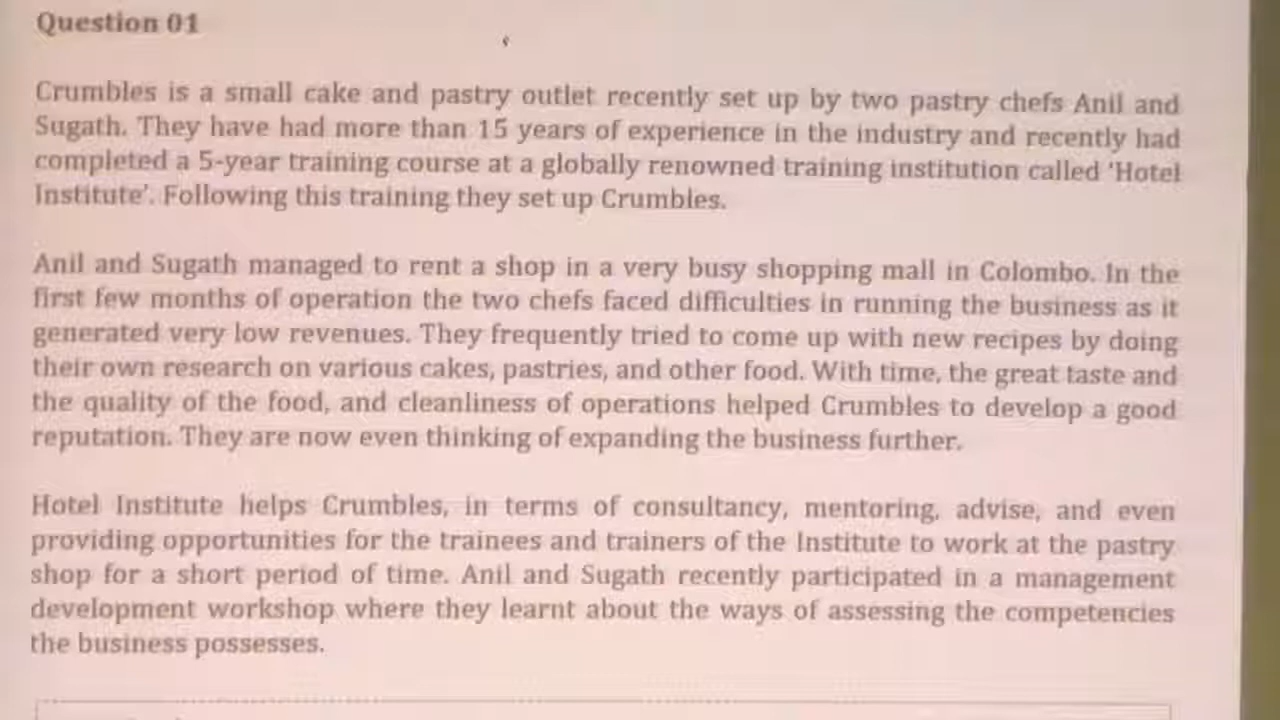 Question 01
Crumbles is a small cake and pastry outlet recently set up by two pastry chefs Anil and
Sugath. They have had more than 15 years of experience in the industry and recently had
completed a 5-year training course at a globally renowned training institution called ‘Hotel
Institute’. Following this training they set up Crumbles.
Anil and Sugath managed to rent a shop in a very busy shopping mall in Colombo. In the
first few months of operation the two chefs faced difficulties in running the business as it
generated very low revenues. They frequently tried to come up with new recipes by doing
their own research on various cakes, pastries, and other food. With time, the great taste and
the quality of the food, and cleanliness of operations helped Crumbles to develop a good
reputation. They are now even thinking of expanding the business further.
Hotel Institute helps Crumbles, in terms of consultancy, mentoring, advise, and even
providing opportunities for the trainees and trainers of the Institute to work at the pastry
shop for a short period of time. Anil and Sugath recently participated in a management
development workshop where they learnt about the ways of assessing the competencies
the business possesses.